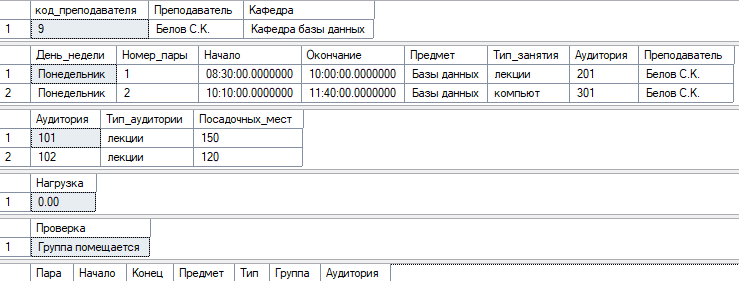 код_преподавателя Преподаватель Кафедра
1 9 Белов С.К. Кафедра базы данных
День_недели Номер_пары Начало Окончание Предмет Тип_занятия Аудитория Преподаватель
1 Понедельник 1 08:30:00.0000000 10:00:00.0000000 Базы данных лекции 201 Белов С.К.
2 Понедельник 2 10:10:00.0000000 11:40:00.0000000 Базы данных компьют 301 Белов С.К.
Аудитория Тип_аудитории Посадочных_мест
1 101 лекции 150
2 102 лекции 120
Нагрузка
1 0.00
Проверка
1 Группа помещается
Пара Начало Конец Предмет Тип Группа Аудитория